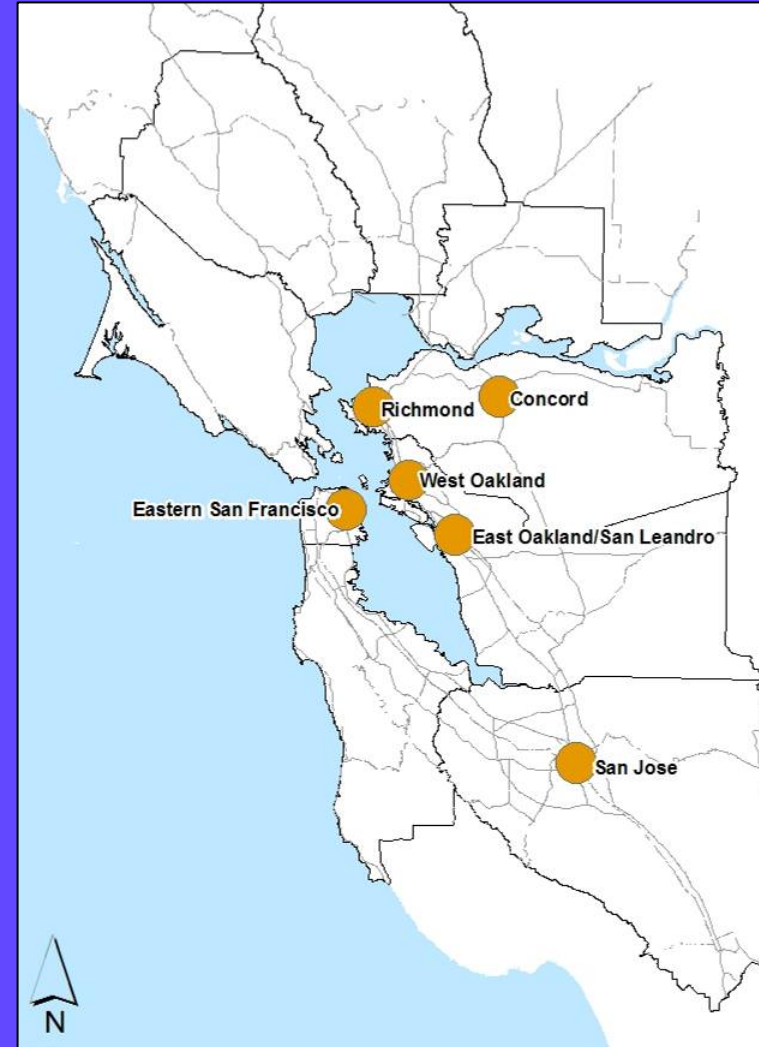 Concord
Richmond
West Oakland
Eastern San Francisco
East Oakland/San Leandro
San Jose
N